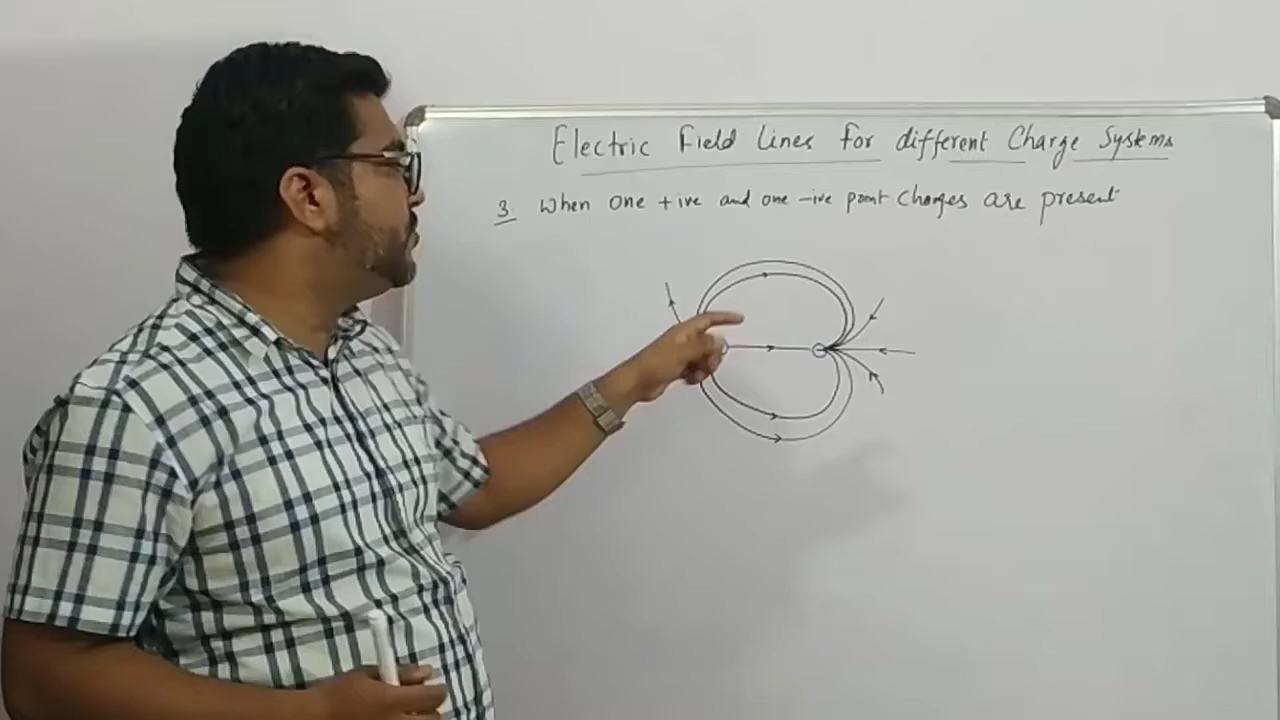 Electric Field Lines for different Charge Systems
3. When one +ive and one -ive point charges are present